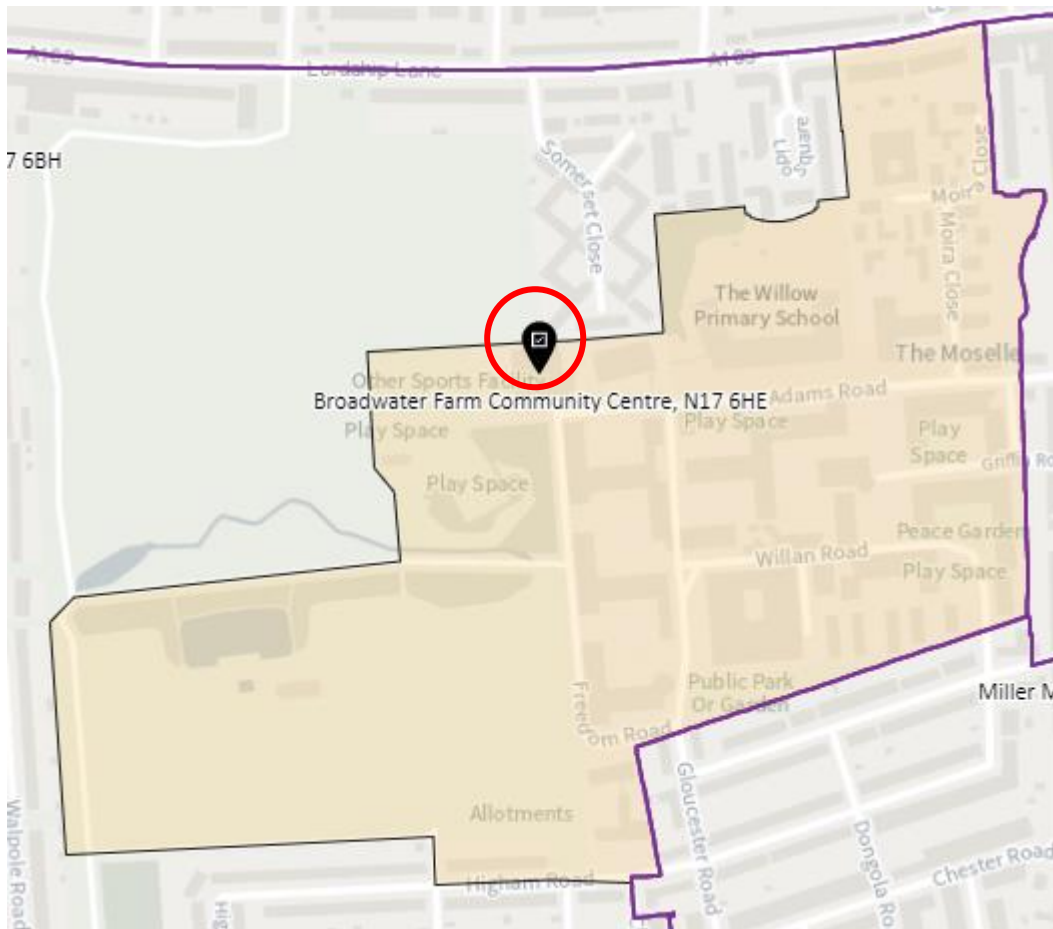 A109
Lordship Lane
A109
Lido
Square
7 6BH
Somerset Close
Moira Close
Moira Close
The Willow
Primary School
The Moselle
Other Sports Facility
Broadwater Farm Community Centre, N17 6HE
Adams Road
Play Space
Play Space
Play
Space
Play Space
Griffin Ro
Peace Garden
Willan Road
Play Space
Public Park
Or Garden
Miller M
Freedom Road
Allotments
Gloucester Road
Walpole Road
Dongola Ro
Chester Road
Higham Road